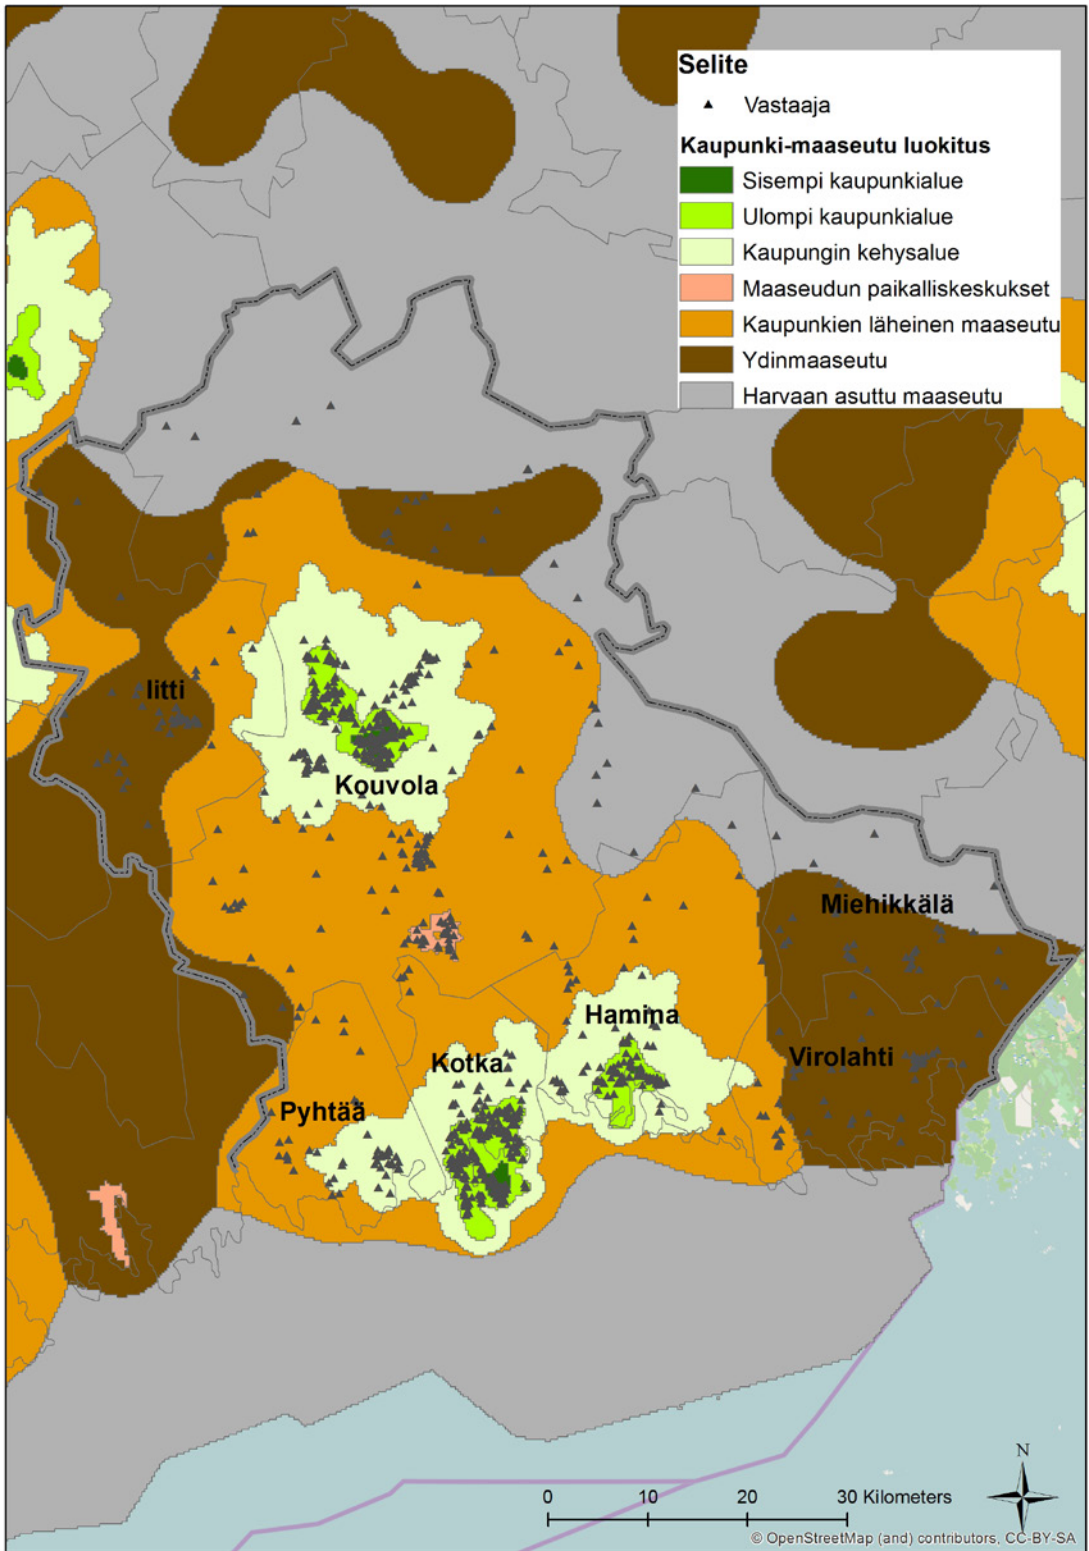 Selite
Vastaaja
Kaupunki-maaseutu luokitus
Sisempi kaupunkialue
Ulompi kaupunkialue
Kaupungin kehysalue
Maaseudun paikalliskeskukset
Kaupunkien läheinen maaseutu
Ydinmaaseutu
Harvaan asuttu maaseutu
Iitti
Kouvola
Miehikkälä
Hamina
Virolahti
Kotka
Pyhtää
N
0 10 20 30 Kilometers
© OpenStreetMap (and) contributors, CC-BY-SA